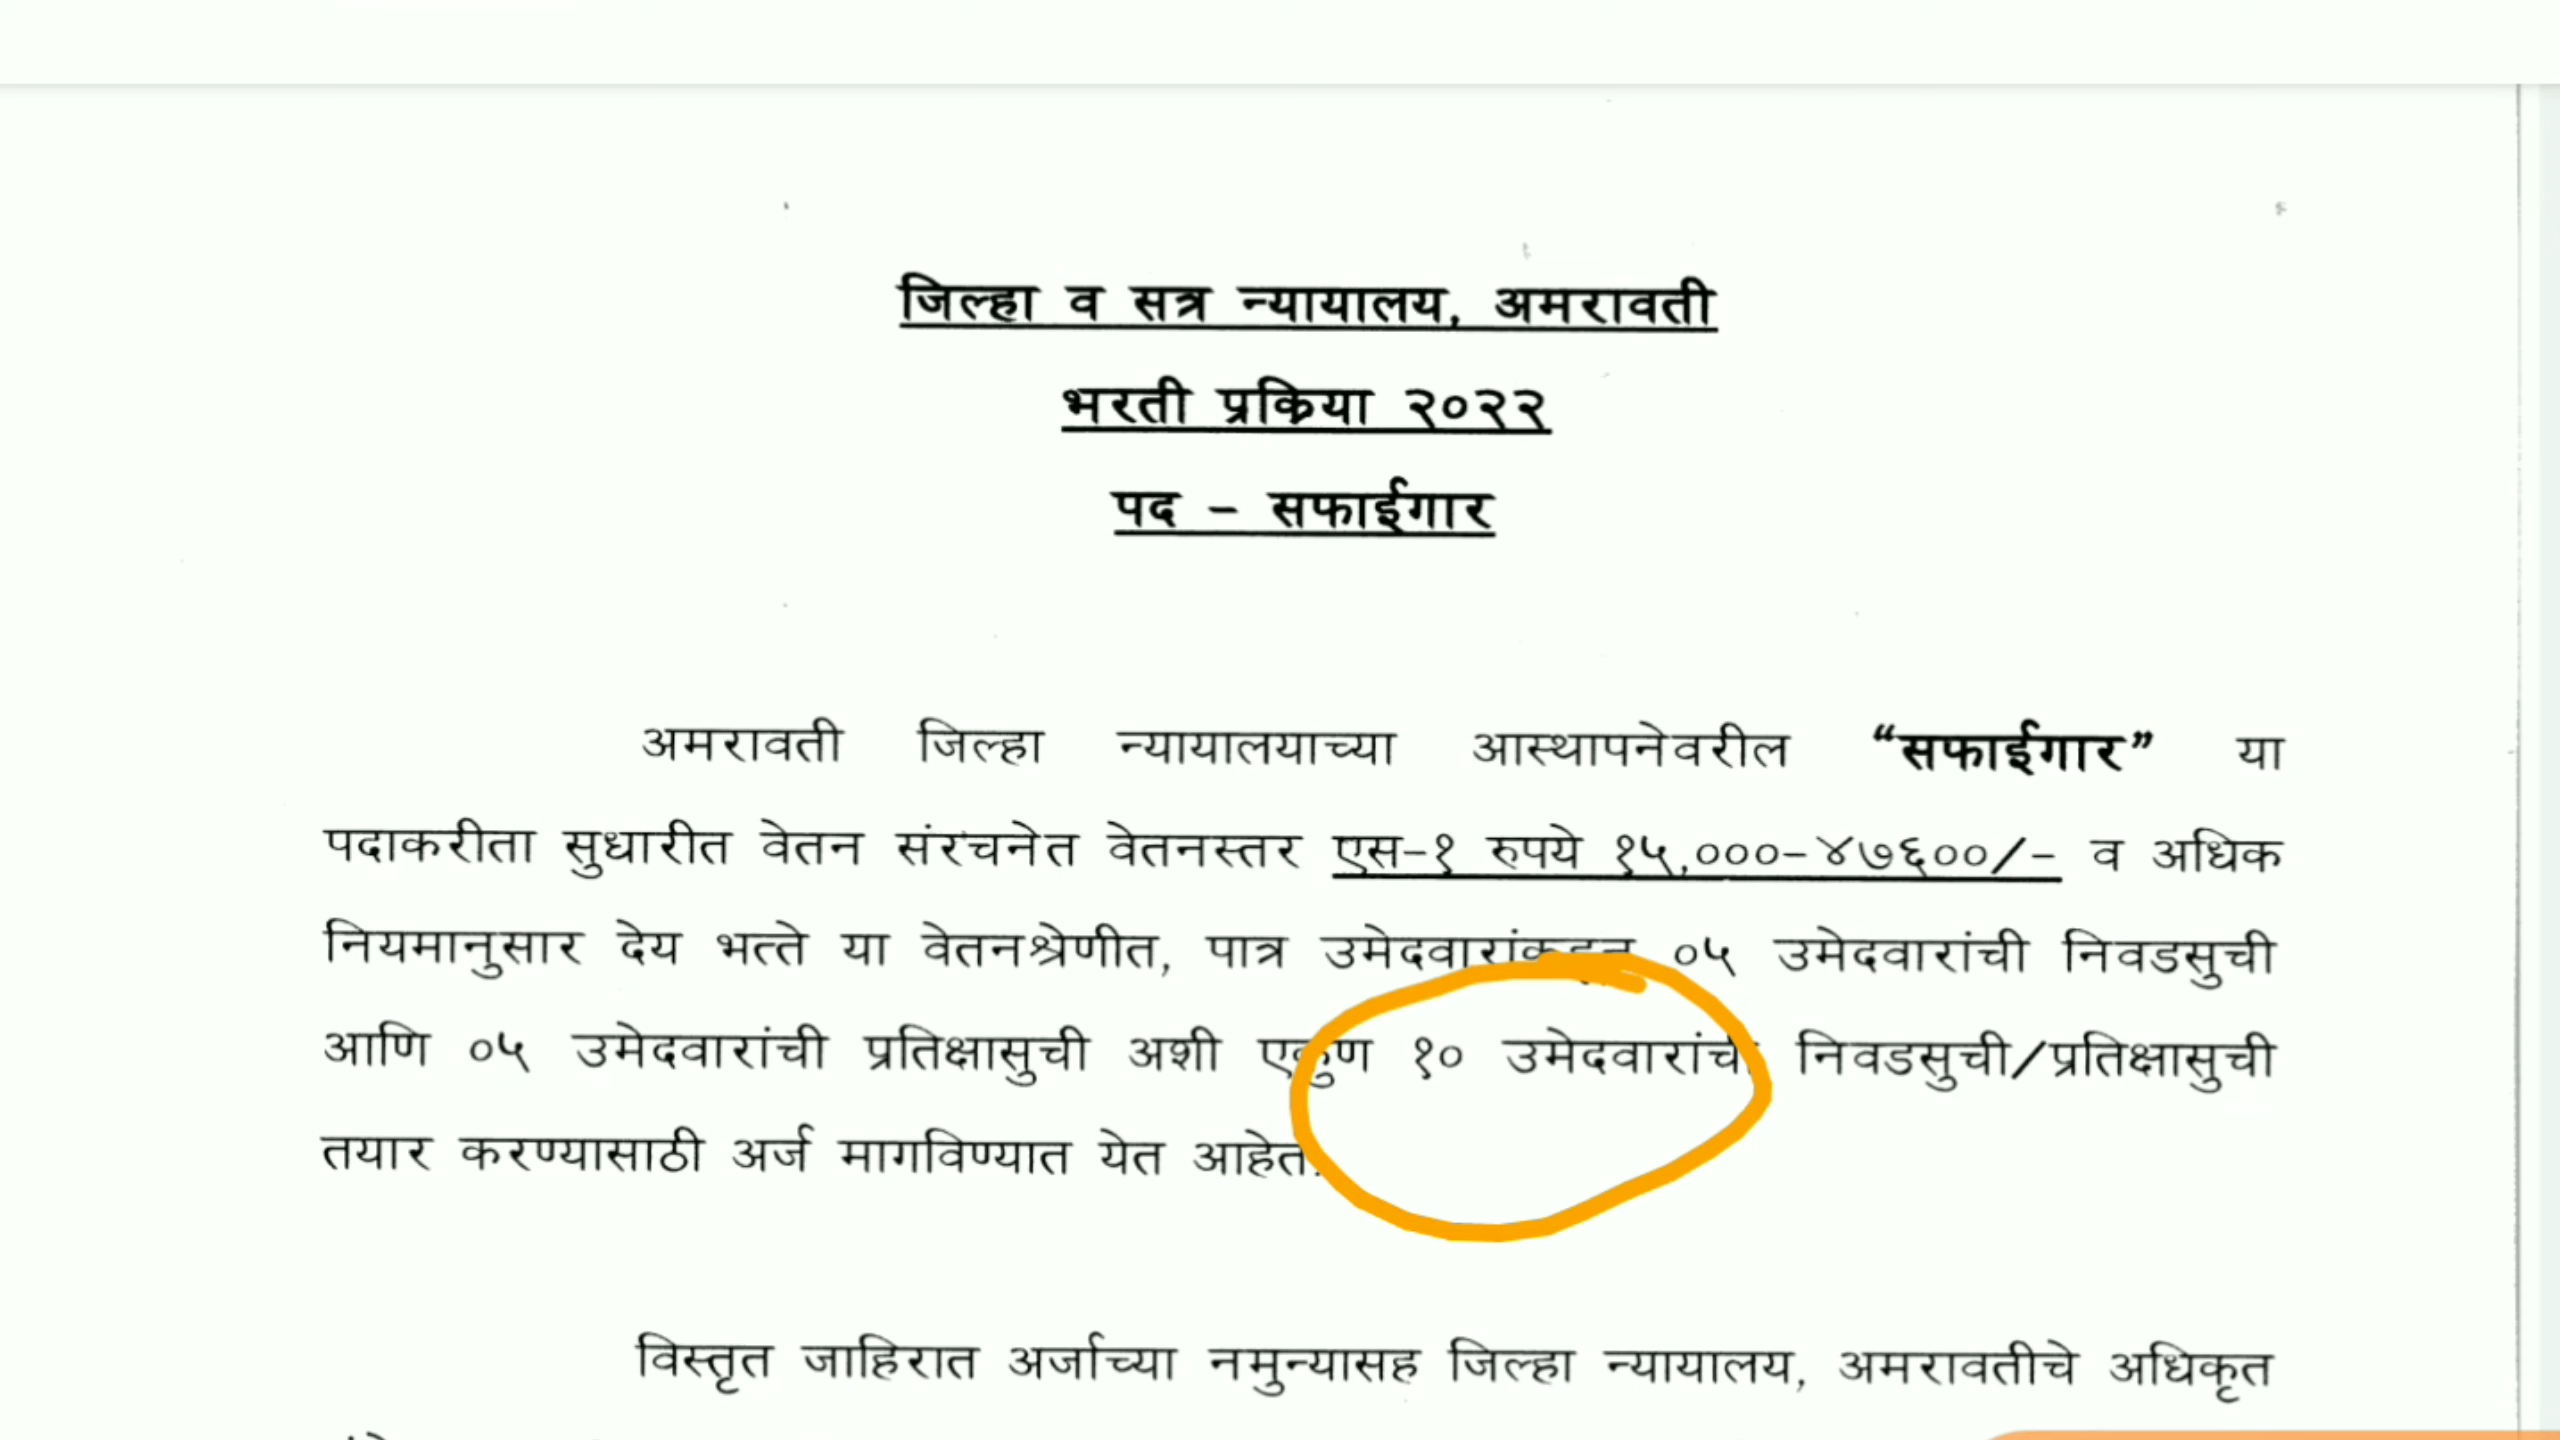 जिल्हा व सत्र न्यायालय, अमरावती
भरती प्रक्रिया २०२२
पद – सफाईगार
अमरावती जिल्हा न्यायालयाच्या आस्थापनेवरील “सफाईगार” या
पदाकरीता सुधारीत वेतन संरचनेत वेतनस्तर एस-१ रुपये १५,०००-४७६००/- व अधिक
नियमानुसार देय भत्ते या वेतनश्रेणीत, पात्र उमेदवारांकडून ०५ उमेदवारांची निवडसुची
आणि ०५ उमेदवारांची प्रतिक्षासुची अशी एकुण १० उमेदवारांची निवडसुची/प्रतिक्षासुची
तयार करण्यासाठी अर्ज मागविण्यात येत आहेत.
विस्तृत जाहिरात अर्जाच्या नमुन्यासह जिल्हा न्यायालय, अमरावतीचे अधिकृत